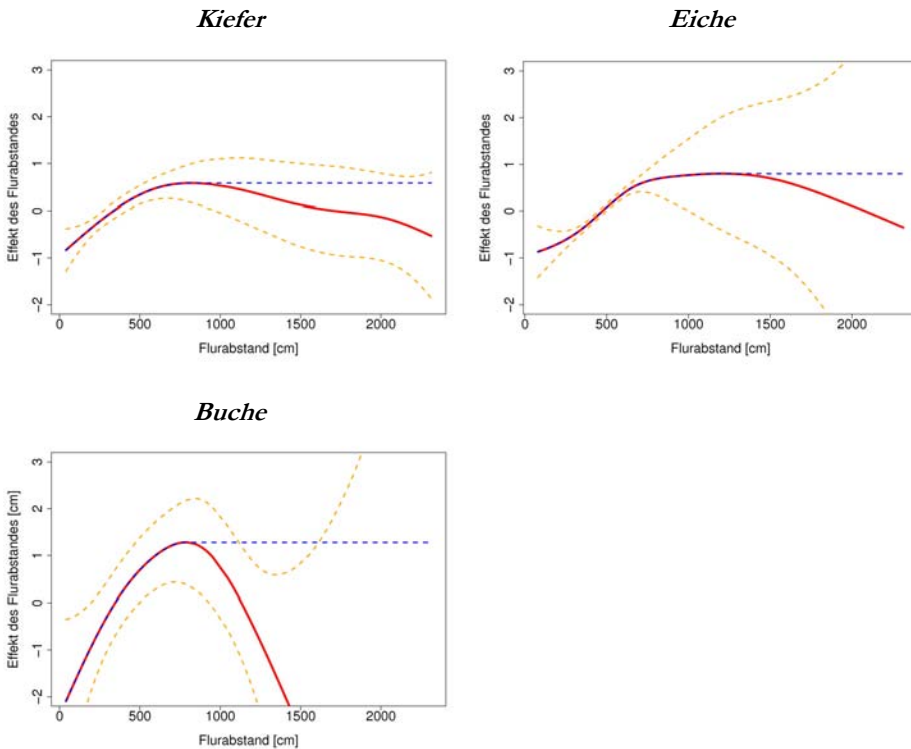 Kiefer
Effekt des Flurabstandes
3
2
1
0
−1
−2
0 500 1000 1500 2000
Flurabstand [cm]
Eiche
Effekt des Flurabstandes
3
2
1
0
−1
−2
0 500 1000 1500 2000
Flurabstand [cm]
Buche
Effekt des Flurabstandes [cm]
3
2
1
0
−1
−2
0 500 1000 1500 2000
Flurabstand [cm]